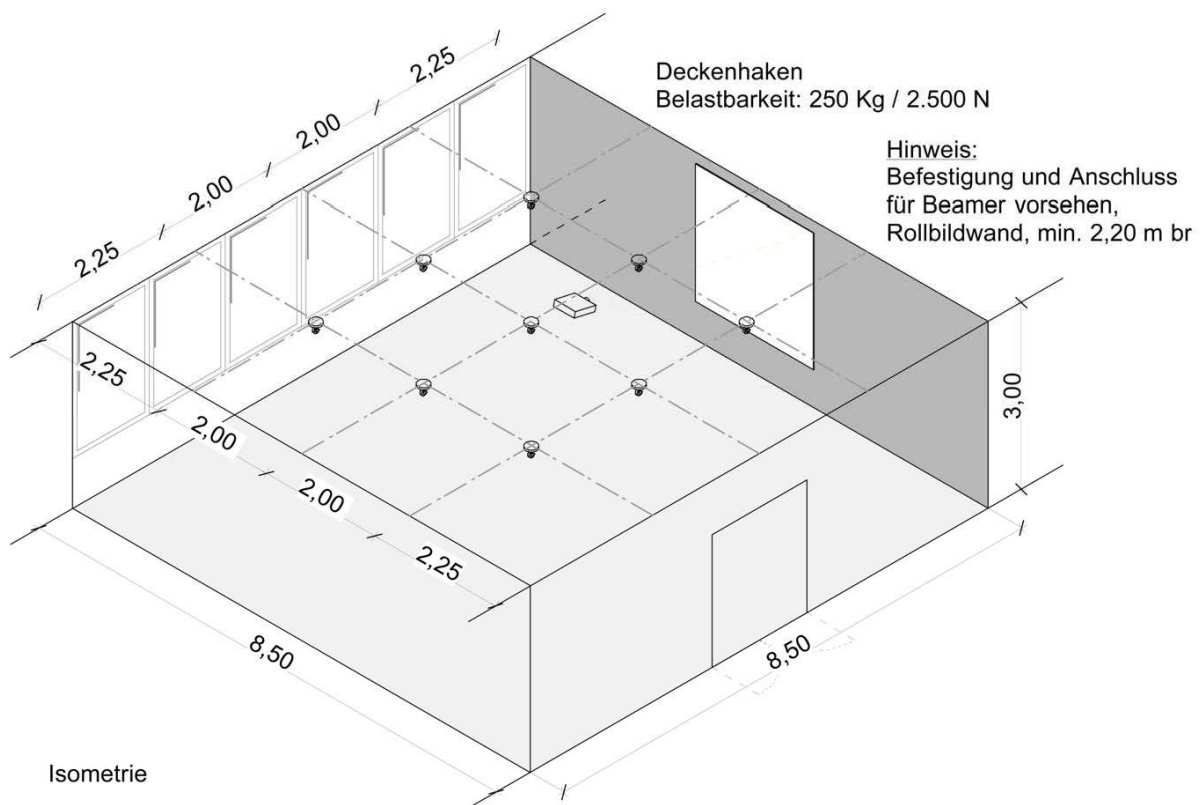 Deckenhaken
Belastbarkeit: 250 Kg / 2.500 N
Hinweis:
Befestigung und Anschluss
für Beamer vorsehen,
Rollbildwand, min. 2,20 m br
2,25
2,00
2,00
2,25
2,25
2,00
2,00
2,25
3,00
8,50
8,50
Isometrie